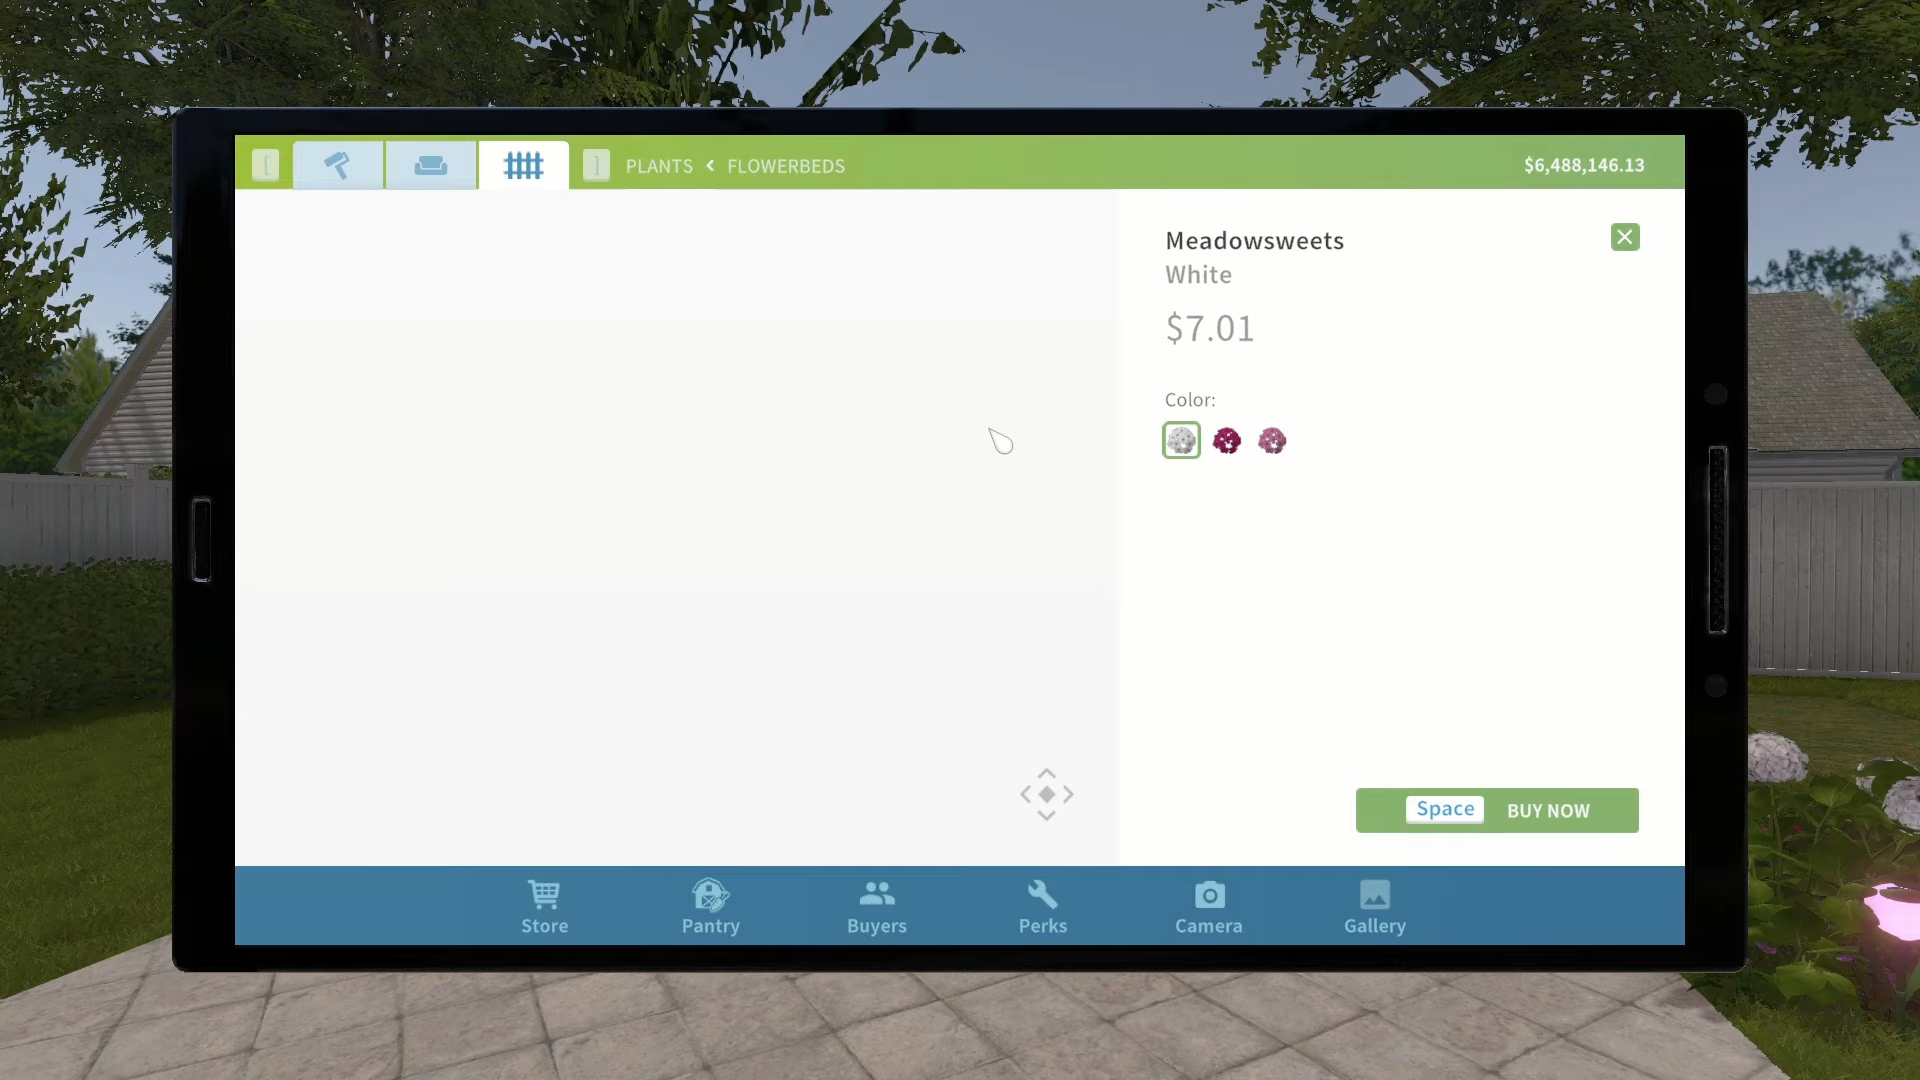 [
]
PLANTS < FLOWERBEDS
$6,488,146.13
Meadowsweets
White
$7.01
Color:
Space BUY NOW
Store
Pantry
Buyers
Perks
Camera
Gallery